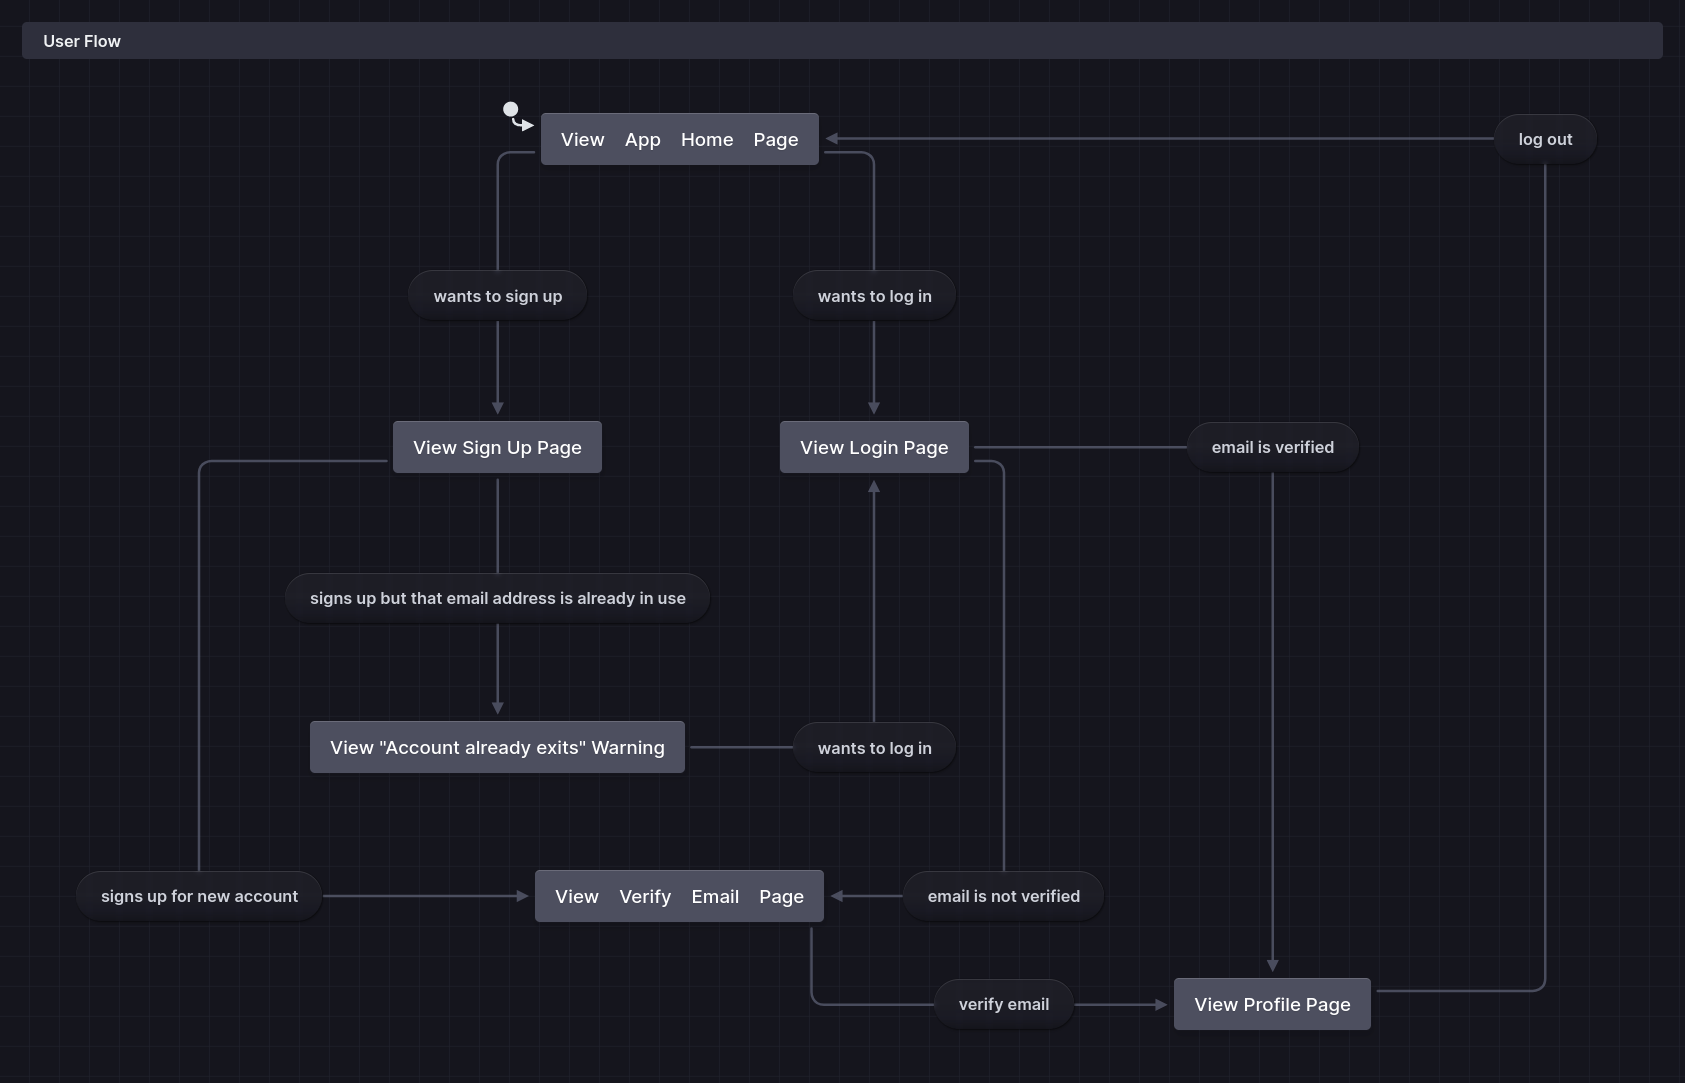 User Flow
View App Home Page
log out
wants to sign up
wants to log in
View Sign Up Page
View Login Page
email is verified
signs up but that email address is already in use
View "Account already exits" Warning
wants to log in
signs up for new account
View Verify Email Page
email is not verified
verify email
View Profile Page